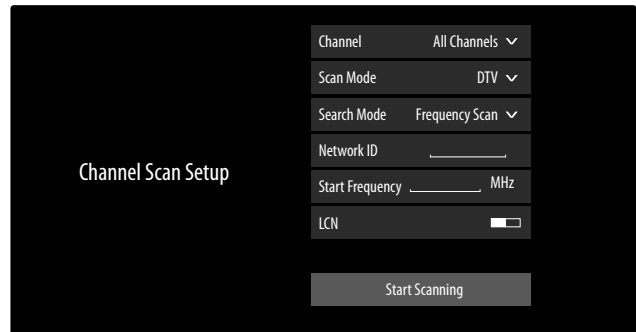 Channel All Channels
Scan Mode DTV
Search Mode Frequency Scan
Network ID
Channel Scan Setup
Start Frequency MHz
LCN
Start Scanning